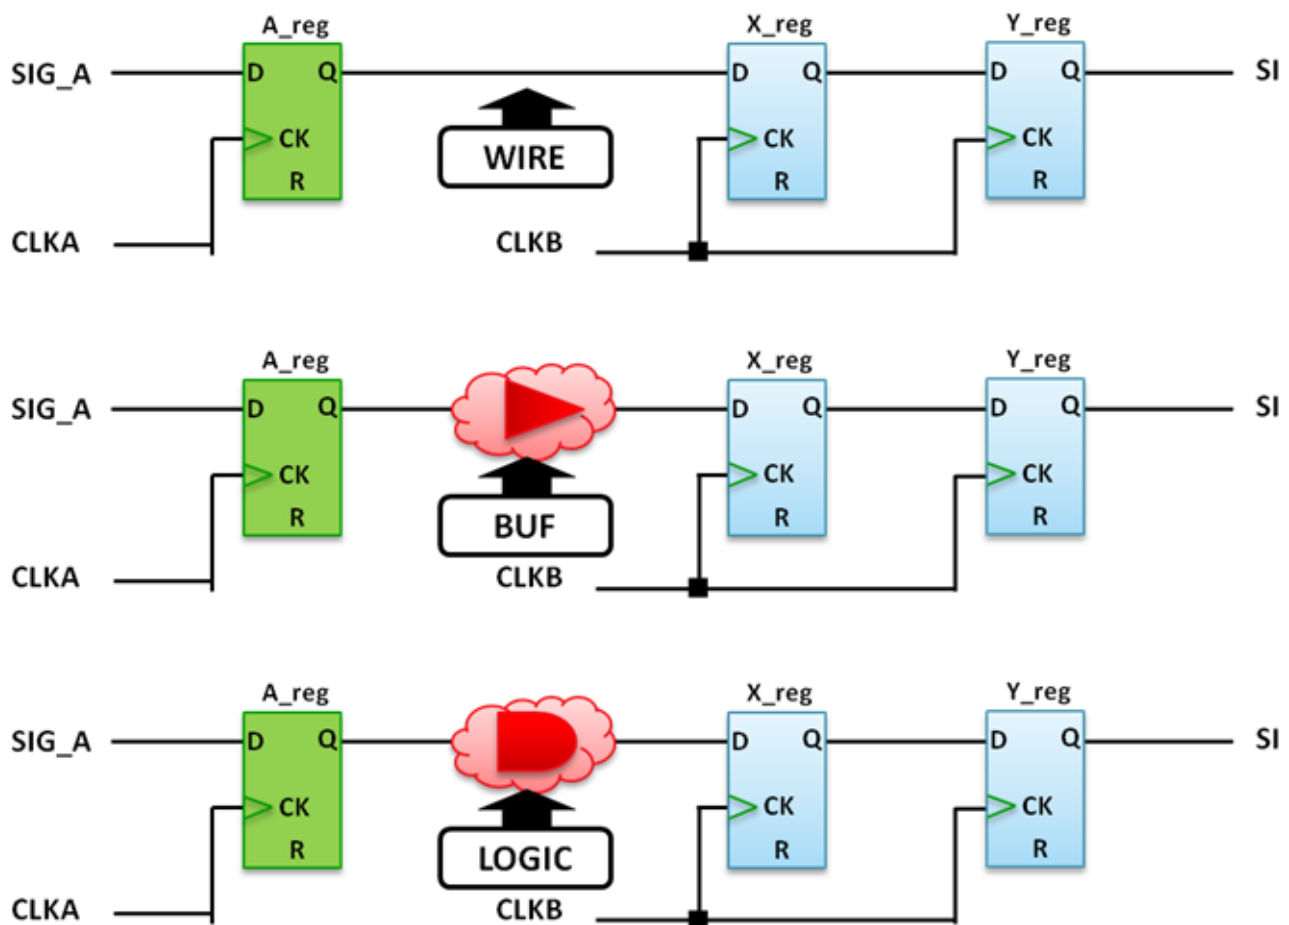 A_reg X_reg Y_reg
SIG_A D Q D Q D Q SI
WIRE
CK CK CK
R R R
CLKA CLKB
A_reg X_reg Y_reg
SIG_A D Q D Q D Q SI
CK CK CK
R BUF R R
CLKA CLKB
A_reg X_reg Y_reg
SIG_A D Q D Q D Q SI
CK CK CK
R LOGIC R R
CLKA CLKB